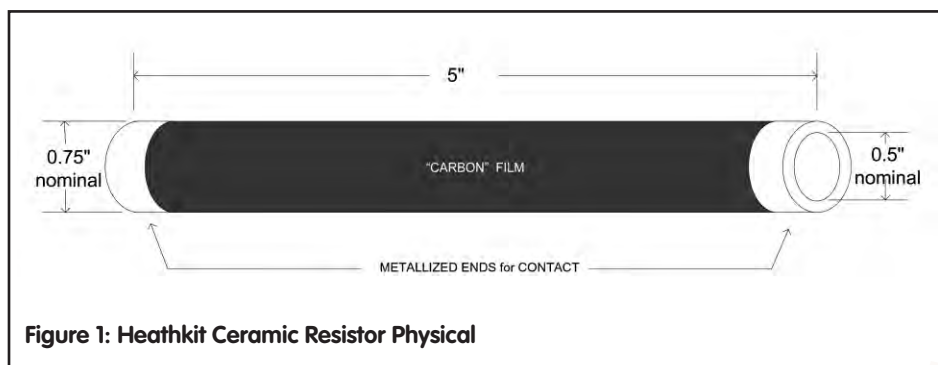 5"
0.75"
nominal
"CARBON" FILM
0.5"
nominal
METALLIZED ENDS for CONTACT
Figure 1: Heathkit Ceramic Resistor Physical